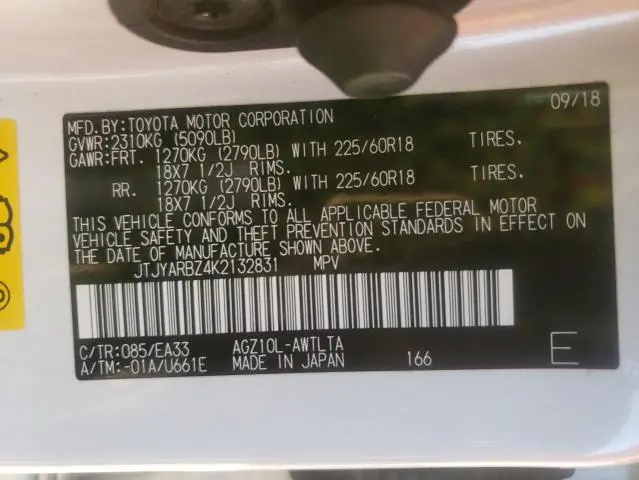 MFD.BY:TOYOTA MOTOR CORPORATION 09/18
GVWR:2310KG (5090LB)
GAWR:FRT. 1270KG (2790LB) WITH 225/60R18 TIRES.
18X7 1/2J RIMS.
RR. 1270KG (2790LB) WITH 225/60R18 TIRES.
18X7 1/2J RIMS.
THIS VEHICLE CONFORMS TO ALL APPLICABLE FEDERAL MOTOR
VEHICLE SAFETY AND THEFT PREVENTION STANDARDS IN EFFECT ON
THE DATE OF MANUFACTURE SHOWN ABOVE.
JTJYARBZ4K2132831 MPV
C/TR:085/EA33 AGZ10L-AWTLTA
A/TM:-01A/U661E MADE IN JAPAN 166 E